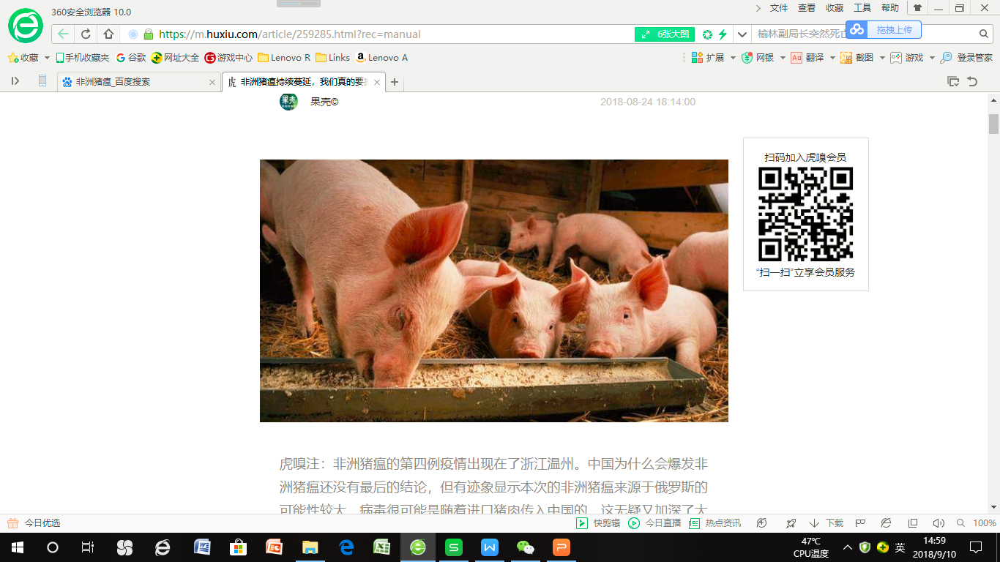 360安全浏览器 10.0
文件 查看 收藏 工具 帮助
https://m.huxiu.com/article/259285.html?rec=manual
6张大图
榆林副局长突然死亡
拖拽上传
收藏
手机收藏夹
谷歌
网址大全
游戏中心
Lenovo R
Links
Lenovo A
扩展
网银
翻译
截图
游戏
登录管家
非洲猪瘟_百度搜索
非洲猪瘟持续蔓延，我们真的要
果壳©
2018-08-24 18:14:00
扫码加入虎嗅会员
“扫一扫”立享会员服务
虎嗅注：非洲猪瘟的第四例疫情出现在了浙江温州。中国为什么会爆发非
洲猪瘟还没有最后的结论，但有迹象显示本次的非洲猪瘟来源于俄罗斯的
可能性较大，病毒很可能是随着进口猪肉传入中国的，这无疑又加深了大
今日优选
快剪辑
今日直播
热点资讯
下载
100%
47℃
CPU温度
英
14:59
2018/9/10